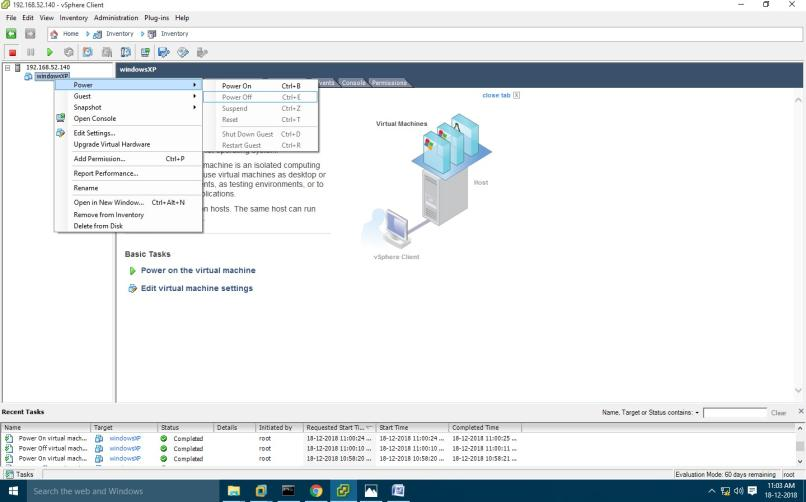 192.168.52.140 - vSphere Client
File Edit View Inventory Administration Plug-ins Help
Home Inventory Inventory
192.168.52.140
windowsXP
windowsXP
Power
Guest
Snapshot
Open Console
Edit Settings...
Upgrade Virtual Hardware
Add Permission... Ctrl+P
Report Performance...
Rename
Open in New Window... Ctrl+Alt+N
Remove from Inventory
Delete from Disk
Power On Ctrl+B
Power Off Ctrl+E
Suspend Ctrl+Z
Reset Ctrl+T
Shut Down Guest Ctrl+D
Restart Guest Ctrl+R
vents Console Permissions
close tab X
machine is an isolated computing
use virtual machines as desktop or
nts, as testing environments, or to
plications.
n hosts. The same host can run
Virtual Machines
Host
vSphere Client
Basic Tasks
Power on the virtual machine
Edit virtual machine settings
Recent Tasks
Name, Target or Status contains: Clear
Name Target Status Details Initiated by Requested Start Ti... Start Time Completed Time
Power On virtual mach... windowsXP Completed root 18-12-2018 11:00:24 ... 18-12-2018 11:00:24 ... 18-12-2018 11:00:25 ...
Power Off virtual mach... windowsXP Completed root 18-12-2018 11:00:10 ... 18-12-2018 11:00:10 ... 18-12-2018 11:00:11 ...
Power On virtual mach... windowsXP Completed root 18-12-2018 10:58:20 ... 18-12-2018 10:58:20 ... 18-12-2018 10:58:21 ...
Tasks
Evaluation Mode: 60 days remaining root
Search the web and Windows
11:03 AM
18-12-2018